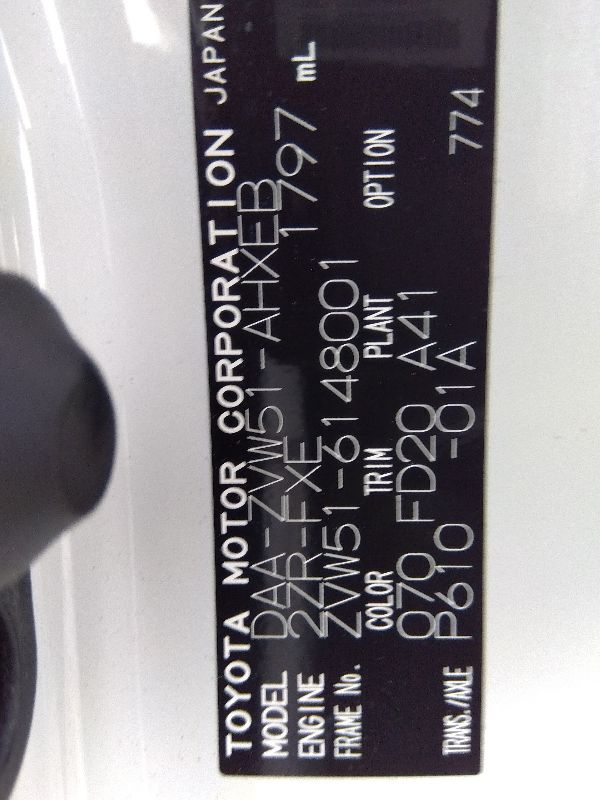 TOYOTA MOTOR CORPORATION JAPAN
MODEL DAA-ZVW51-AHXEB
ENGINE 2ZR-FXE 1797 mL
FRAME No. ZVW51-6148001
COLOR TRIM PLANT OPTION
070 FD20 A41
TRANS./AXLE P610 -01A 774